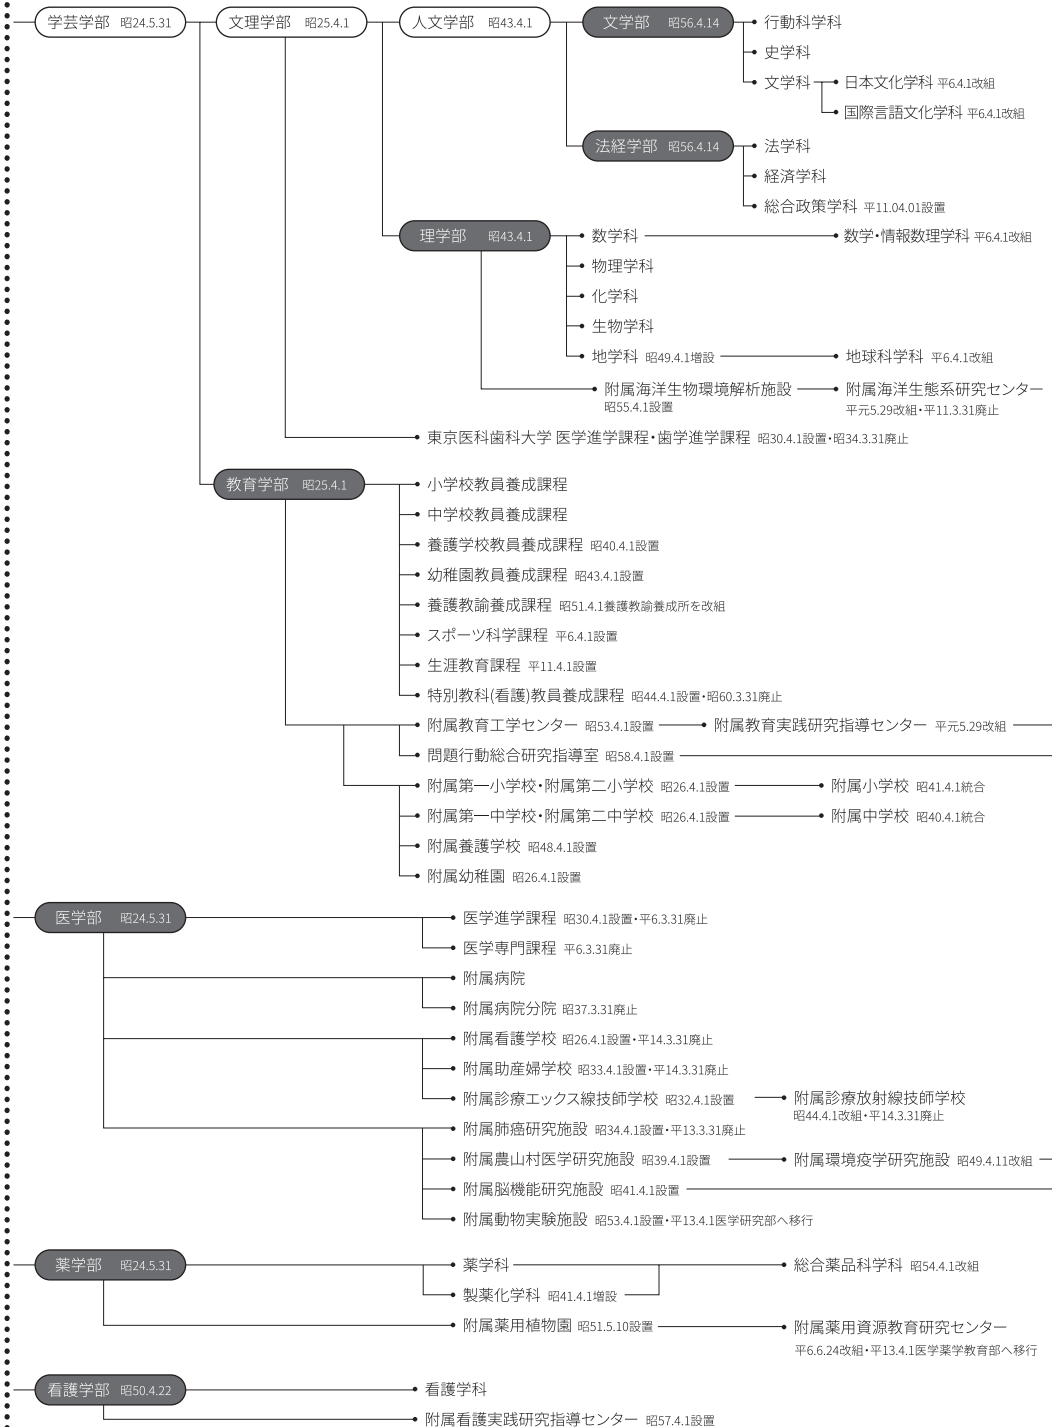 学芸学部 昭24.5.31 文理学部 昭25.4.1 人文学部 昭43.4.1 文学部 昭56.4.14 行動科学科
史学科
文学科 日本文化学科 平6.4.1改組
国際言語文化学科 平6.4.1改組
法経学部 昭56.4.14 法学科
経済学科
総合政策学科 平11.04.01設置
理学部 昭43.4.1 数学科 数学・情報数理学科 平6.4.1改組
物理学科
化学科
生物学科
地学科 昭49.4.1増設 地球科学科 平6.4.1改組
附属海洋生物環境解析施設 附属海洋生態系研究センター
昭55.4.1設置 平元5.29改組・平11.3.31廃止
東京医科歯科大学 医学進学課程・歯学進学課程 昭30.4.1設置・昭34.3.31廃止
教育学部 昭25.4.1 小学校教員養成課程
中学校教員養成課程
養護学校教員養成課程 昭40.4.1設置
幼稚園教員養成課程 昭43.4.1設置
養護教諭養成課程 昭51.4.1養護教諭養成所を改組
スポーツ科学課程 平6.4.1設置
生涯教育課程 平11.4.1設置
特別教科(看護)教員養成課程 昭44.4.1設置・昭60.3.31廃止
附属教育工学センター 昭53.4.1設置 附属教育実践研究指導センター 平元5.29改組
問題行動総合研究指導室 昭58.4.1設置
附属第一小学校・附属第二小学校 昭26.4.1設置 附属小学校 昭41.4.1統合
附属第一中学校・附属第二中学校 昭26.4.1設置 附属中学校 昭40.4.1統合
附属養護学校 昭48.4.1設置
附属幼稚園 昭26.4.1設置
医学部 昭24.5.31 医学進学課程 昭30.4.1設置・平6.3.31廃止
医学専門課程 平6.3.31廃止
附属病院
附属病院分院 昭37.3.31廃止
附属看護学校 昭26.4.1設置・平14.3.31廃止
附属助産婦学校 昭33.4.1設置・平14.3.31廃止
附属診療エックス線技師学校 昭32.4.1設置 附属診療放射線技師学校
昭44.4.1改組・平14.3.31廃止
附属肺癌研究施設 昭34.4.1設置・平13.3.31廃止
附属農山村医学研究施設 昭39.4.1設置 附属環境疫学研究施設 昭49.4.11改組
附属脳機能研究施設 昭41.4.1設置
附属動物実験施設 昭53.4.1設置・平13.4.1医学研究部へ移行
薬学部 昭24.5.31 薬学科 総合薬品科学科 昭54.4.1改組
製薬化学科 昭41.4.1増設
附属薬用植物園 昭51.5.10設置 附属薬用資源教育研究センター
平6.6.24改組・平13.4.1医学薬学教育部へ移行
看護学部 昭50.4.22 看護学科
附属看護実践研究指導センター 昭57.4.1設置